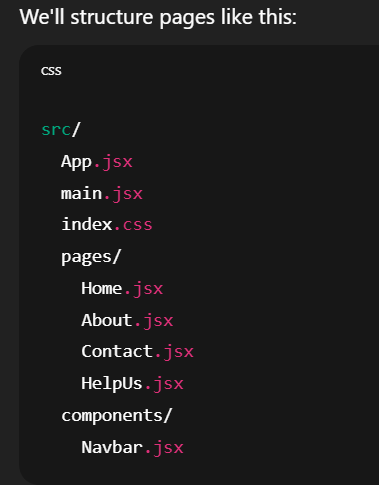 We'll structure pages like this:
css
src/
App.jsx
main.jsx
index.css
pages/
Home.jsx
About.jsx
Contact.jsx
HelpUs.jsx
components/
Navbar.jsx